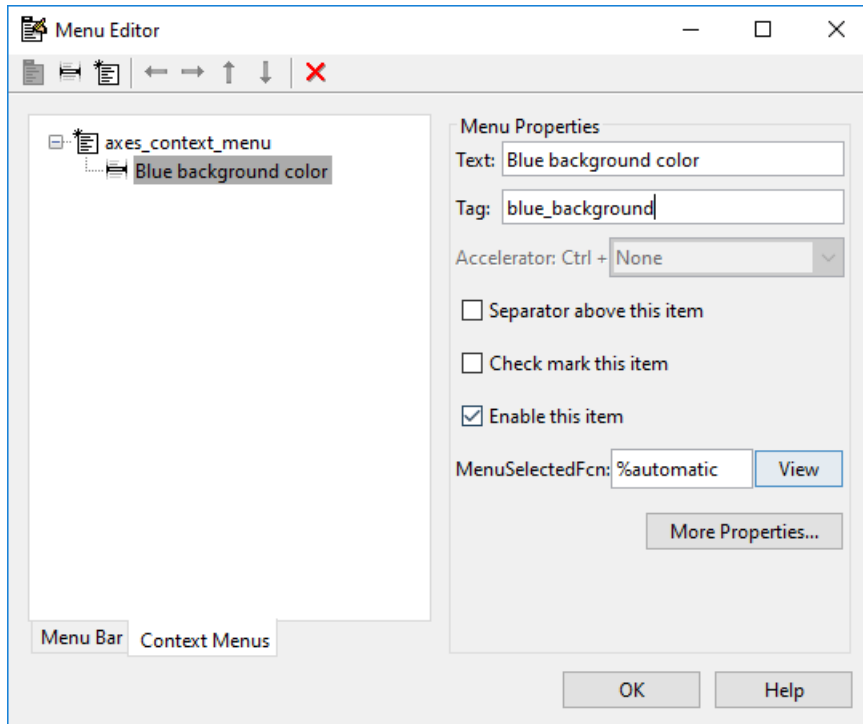 Menu Editor
axes_context_menu
Blue background color
Menu Properties
Text: Blue background color
Tag: blue_background
Accelerator: Ctrl + None
Separator above this item
Check mark this item
Enable this item
MenuSelectedFcn: %automatic View
More Properties...
Menu Bar Context Menus
OK Help